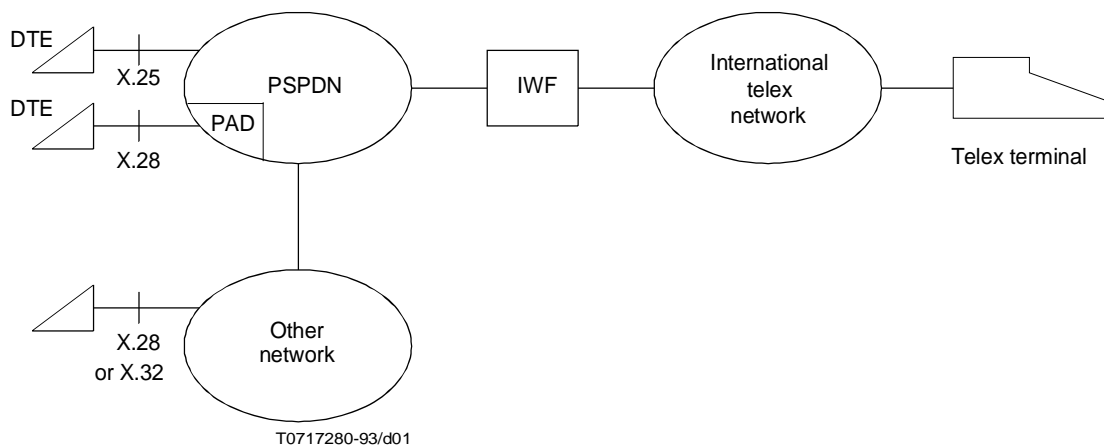 DTE
X.25
PSPDN
IWF
International
telex
network
DTE
PAD
X.28
Telex terminal
X.28
or X.32
Other
network
T0717280-93/d01